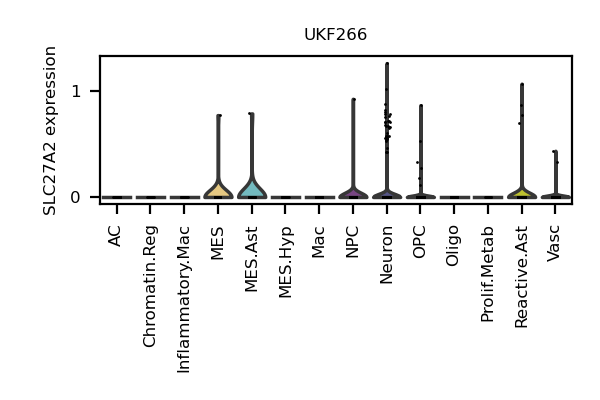 UKF266
SLC27A2 expression
1
0
AC
Chromatin.Reg
Inflammatory.Mac
MES
MES.Ast
MES.Hyp
Mac
NPC
Neuron
OPC
Oligo
Prolif.Metab
Reactive.Ast
Vasc